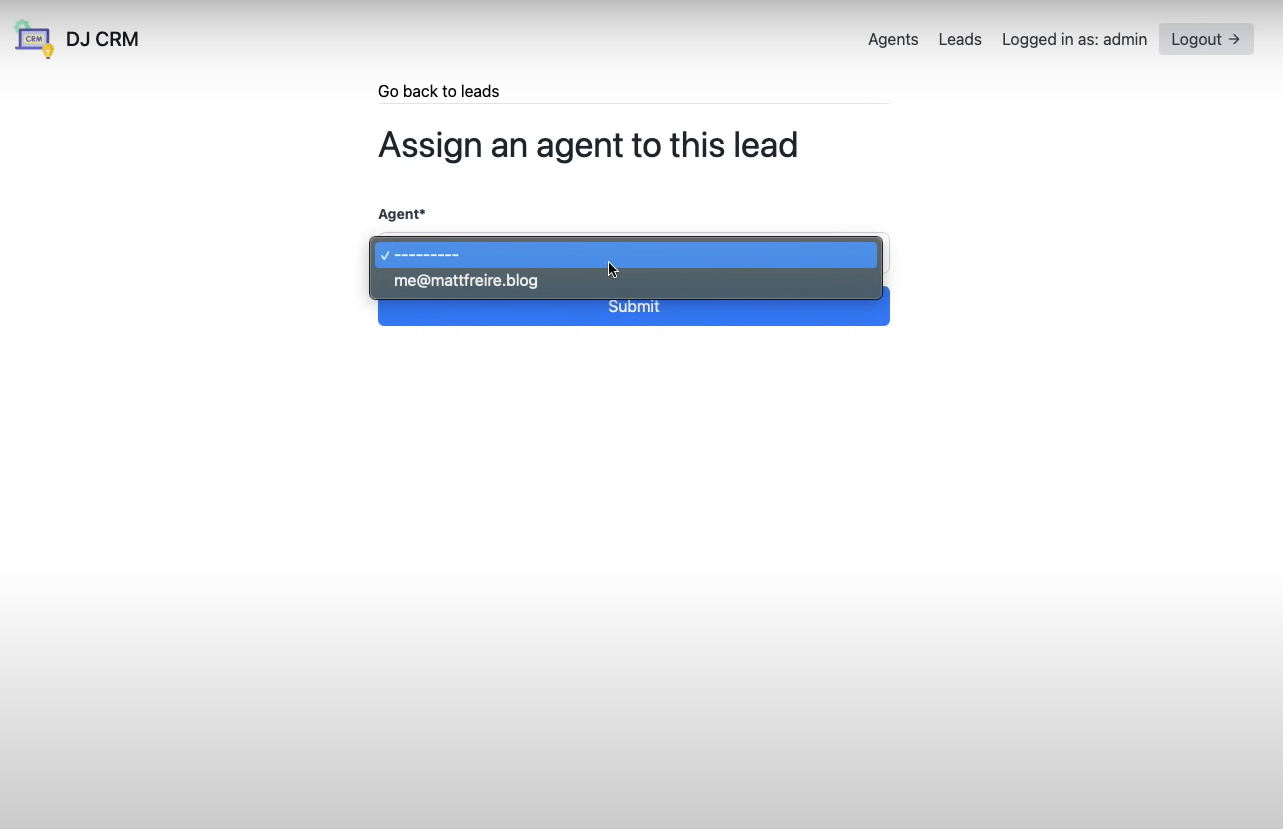 CRM
DJ CRM
Agents Leads Logged in as: admin Logout →
Go back to leads
Assign an agent to this lead
Agent*
✓ ---------
me@mattfreire.blog
Submit